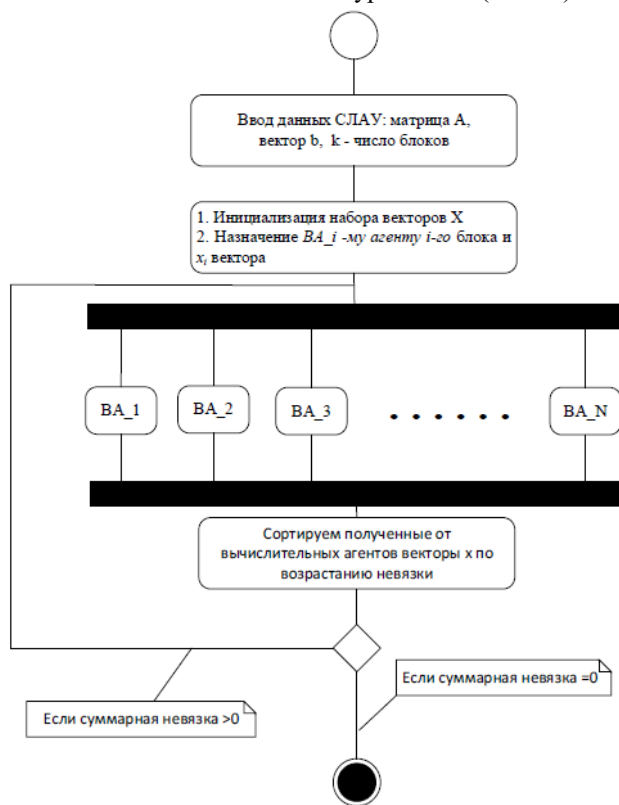 Ввод данных СЛАУ: матрица A,
вектор b, k - число блоков
1. Инициализация набора векторов X
2. Назначение BA_i -му агенту i-го блока и
x_i вектора
BA_1
BA_2
BA_3
. . . . . .
BA_N
Сортируем полученные от
вычислительных агентов векторы x по
возрастанию невязки
Если суммарная невязка =0
Если суммарная невязка >0